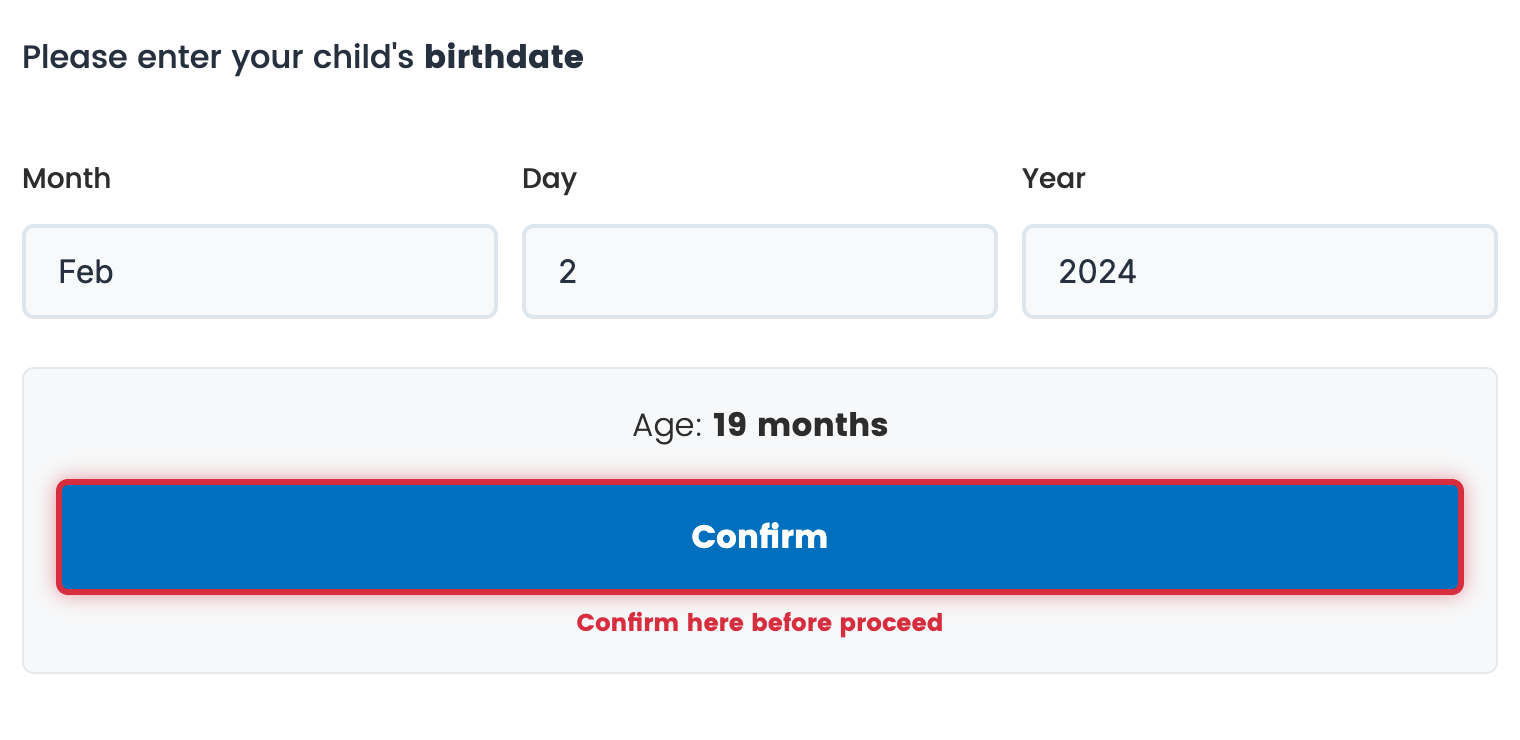 Please enter your child's birthdate
Month Day Year
Feb 2 2024
Age: 19 months
Confirm
Confirm here before proceed